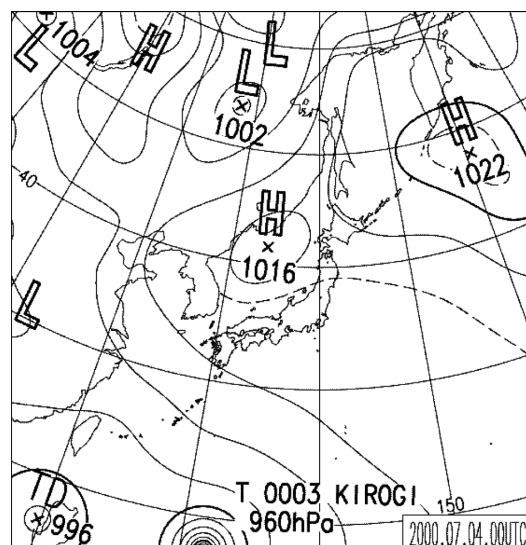 1004
L
H
L
L
1002
H
1022
40
H
1016
L
T 0003 KIROGI
960hPa
150
TD
996
2000.07.04.00UTC